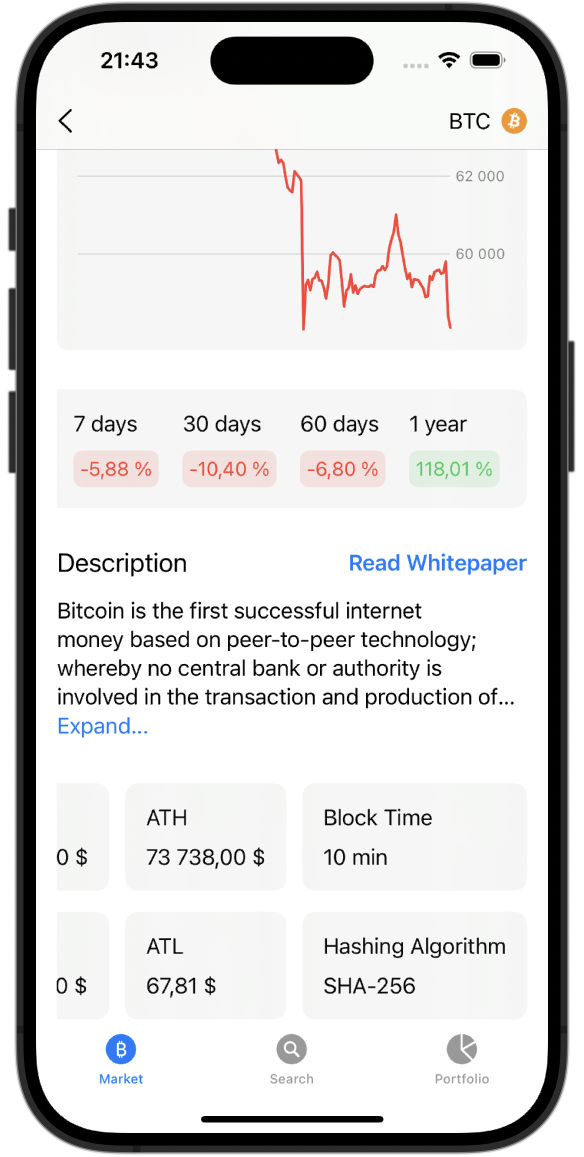 21:43
BTC
62 000
60 000
7 days 30 days 60 days 1 year
-5,88 % -10,40 % -6,80 % 118,01 %
Description Read Whitepaper
Bitcoin is the first successful internet
money based on peer-to-peer technology;
whereby no central bank or authority is
involved in the transaction and production of...
Expand...
ATH Block Time
0 $ 73 738,00 $ 10 min
ATL Hashing Algorithm
0 $ 67,81 $ SHA-256
Market Search Portfolio